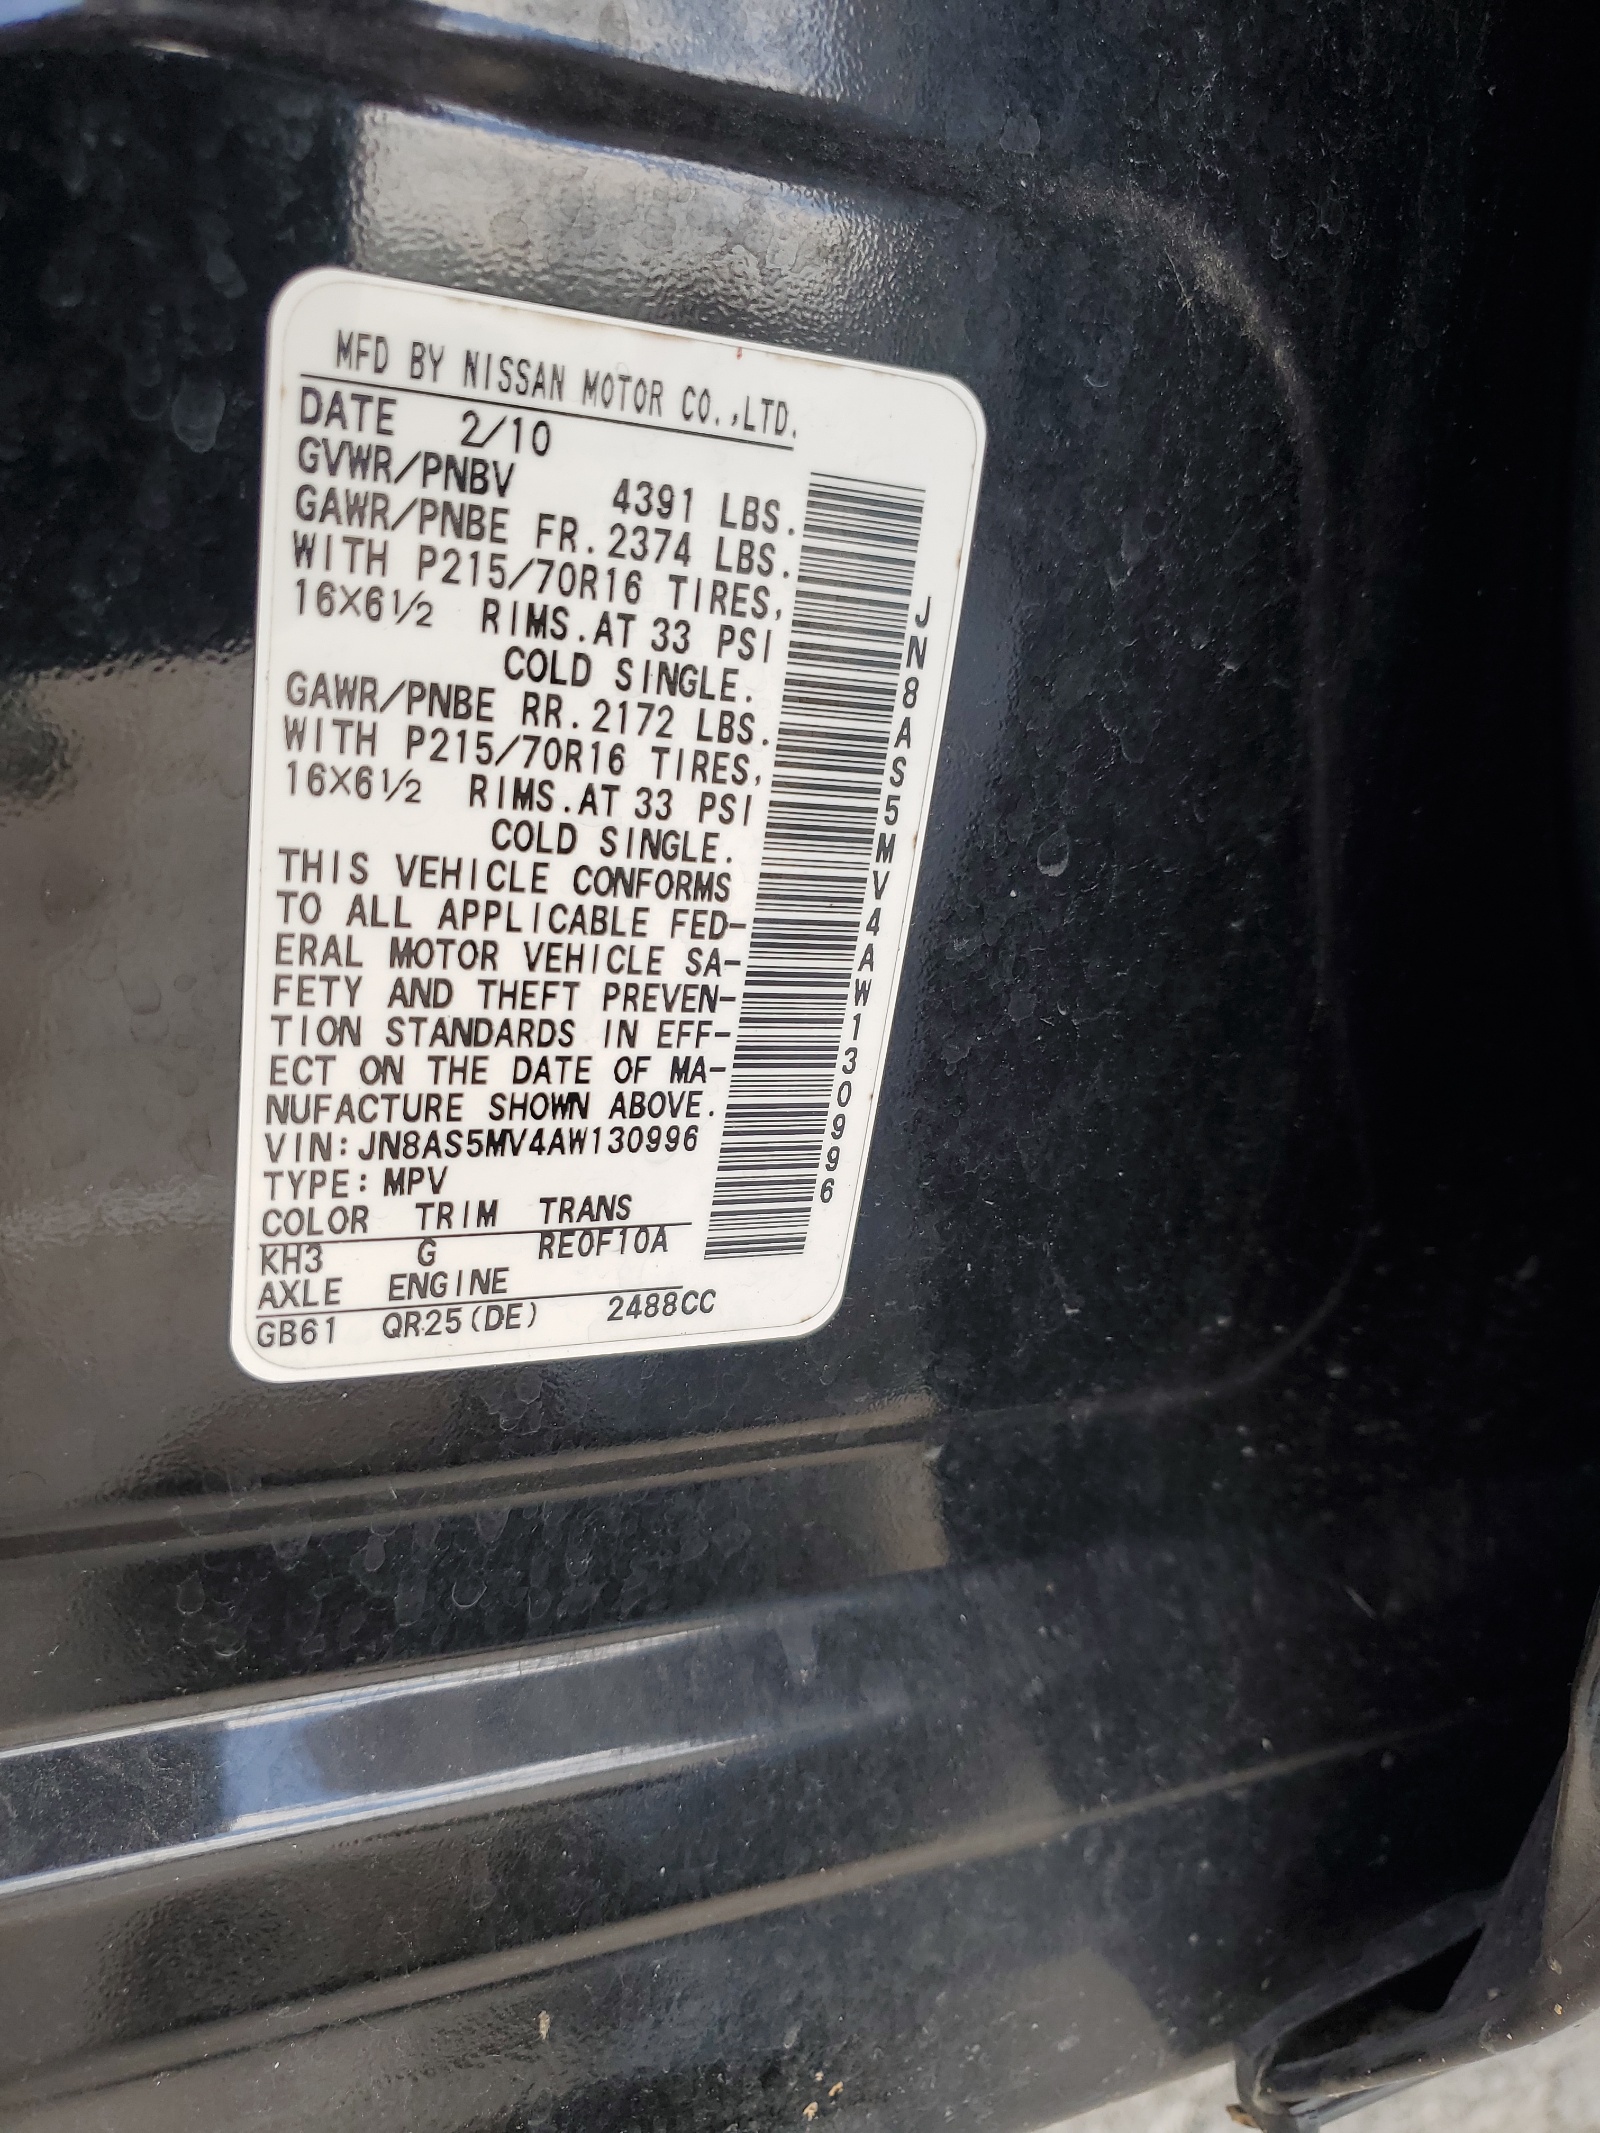 MFD BY NISSAN MOTOR CO.,LTD.
DATE 2/10
GVWR/PNBV 4391 LBS.
GAWR/PNBE FR. 2374 LBS.
WITH P215/70R16 TIRES,
16X6½ RIMS.AT 33 PSI
COLD SINGLE.
GAWR/PNBE RR. 2172 LBS.
WITH P215/70R16 TIRES,
16X6½ RIMS.AT 33 PSI
COLD SINGLE.
THIS VEHICLE CONFORMS
TO ALL APPLICABLE FED-
ERAL MOTOR VEHICLE SA-
FETY AND THEFT PREVEN-
TION STANDARDS IN EFF-
ECT ON THE DATE OF MA-
NUFACTURE SHOWN ABOVE.
VIN:JN8AS5MV4AW130996
TYPE:MPV
COLOR TRIM TRANS
KH3 G RE0F10A
AXLE ENGINE
GB61 QR25(DE) 2488CC
JN8AS5MV4AW130996